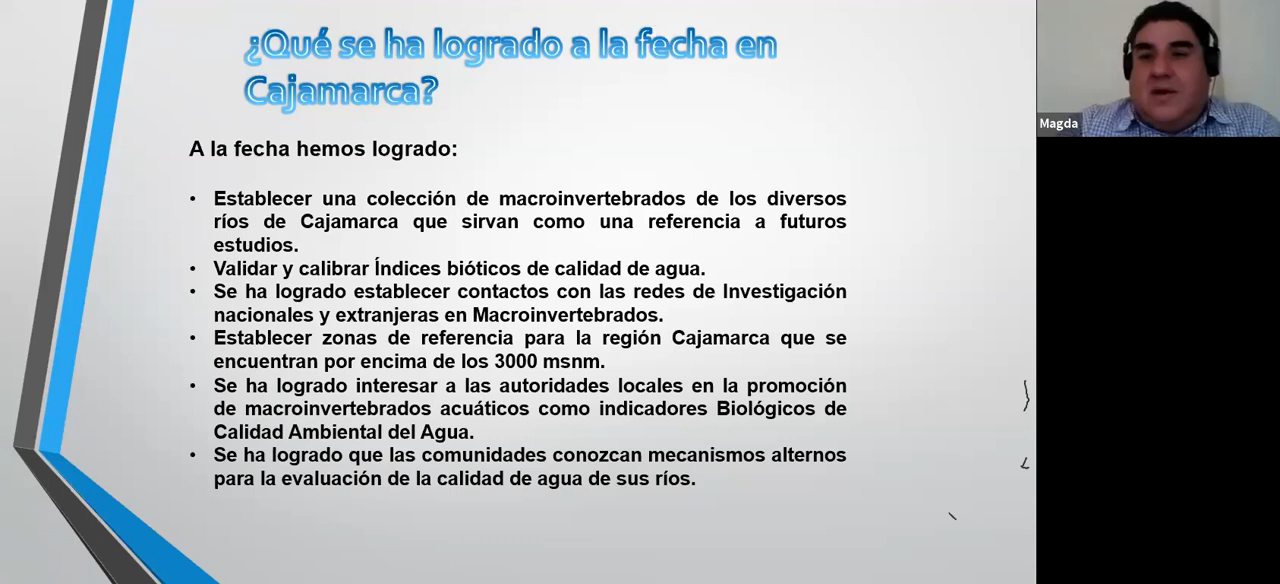 ¿Qué se ha logrado a la fecha en
Cajamarca?
A la fecha hemos logrado:
• Establecer una colección de macroinvertebrados de los diversos
ríos de Cajamarca que sirvan como una referencia a futuros
estudios.
• Validar y calibrar Índices bióticos de calidad de agua.
• Se ha logrado establecer contactos con las redes de Investigación
nacionales y extranjeras en Macroinvertebrados.
• Establecer zonas de referencia para la región Cajamarca que se
encuentran por encima de los 3000 msnm.
• Se ha logrado interesar a las autoridades locales en la promoción
de macroinvertebrados acuáticos como indicadores Biológicos de
Calidad Ambiental del Agua.
• Se ha logrado que las comunidades conozcan mecanismos alternos
para la evaluación de la calidad de agua de sus ríos.
Magda